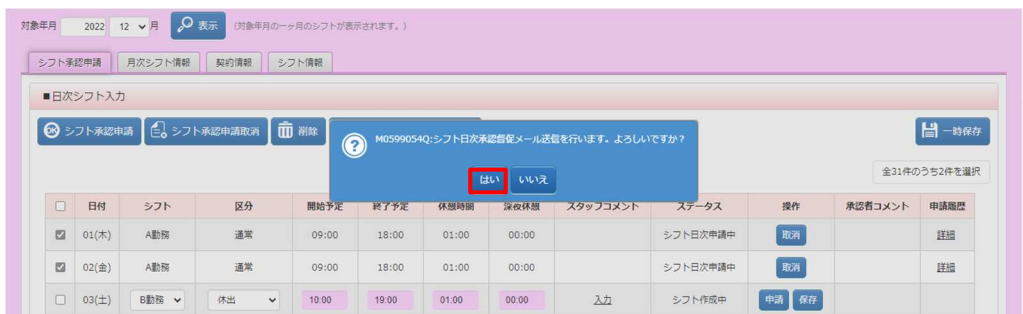 対象年月 2022 12 月 表示 (対象年月の一ヶ月のシフトが表示されます。)
シフト承認申請 月次シフト情報 契約情報 シフト情報
■日次シフト入力
OK シフト承認申請 シフト承認申請取消 削除 一時保存
M0599054Q:シフト日次承認督促メール送信を行います。よろしいですか?
はい いいえ
全31件のうち2件を選択
日付 シフト 区分 開始予定 終了予定 休憩時間 深夜休憩 スタッフコメント ステータス 操作 承認者コメント 申請履歴
01(木) A勤務 通常 09:00 18:00 01:00 00:00 シフト日次申請中 取消 詳細
02(金) A勤務 通常 09:00 18:00 01:00 00:00 シフト日次申請中 取消 詳細
03(土) B勤務 休出 10:00 19:00 01:00 00:00 入力 シフト作成中 申請 保存